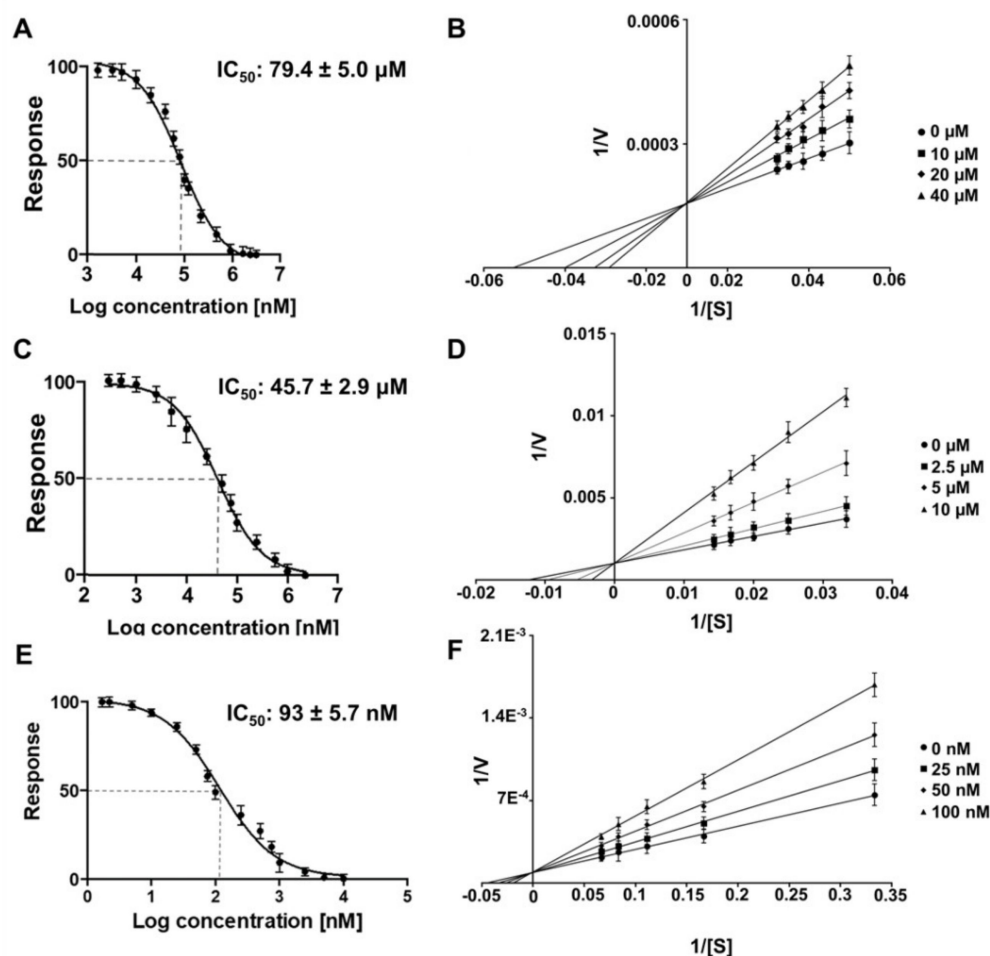 A
IC50: 79.4 ± 5.0 µM
Response
100
50
0
3 4 5 6 7
Log concentration [nM]
B
1/V
0.0006
0.0003
-0.06 -0.04 -0.02 0 0.02 0.04 0.06
1/[S]
0 µM
10 µM
20 µM
40 µM
C
IC50: 45.7 ± 2.9 µM
Response
100
50
0
2 3 4 5 6 7
Log concentration [nM]
D
1/V
0.015
0.010
0.005
-0.02 -0.01 0 0.01 0.02 0.03 0.04
1/[S]
0 µM
2.5 µM
5 µM
10 µM
E
IC50: 93 ± 5.7 nM
Response
100
50
0
0 1 2 3 4 5
Log concentration [nM]
F
1/V
2.1E-3
1.4E-3
7E-4
-0.05 0 0.05 0.1 0.15 0.2 0.25 0.3 0.35
1/[S]
0 nM
25 nM
50 nM
100 nM